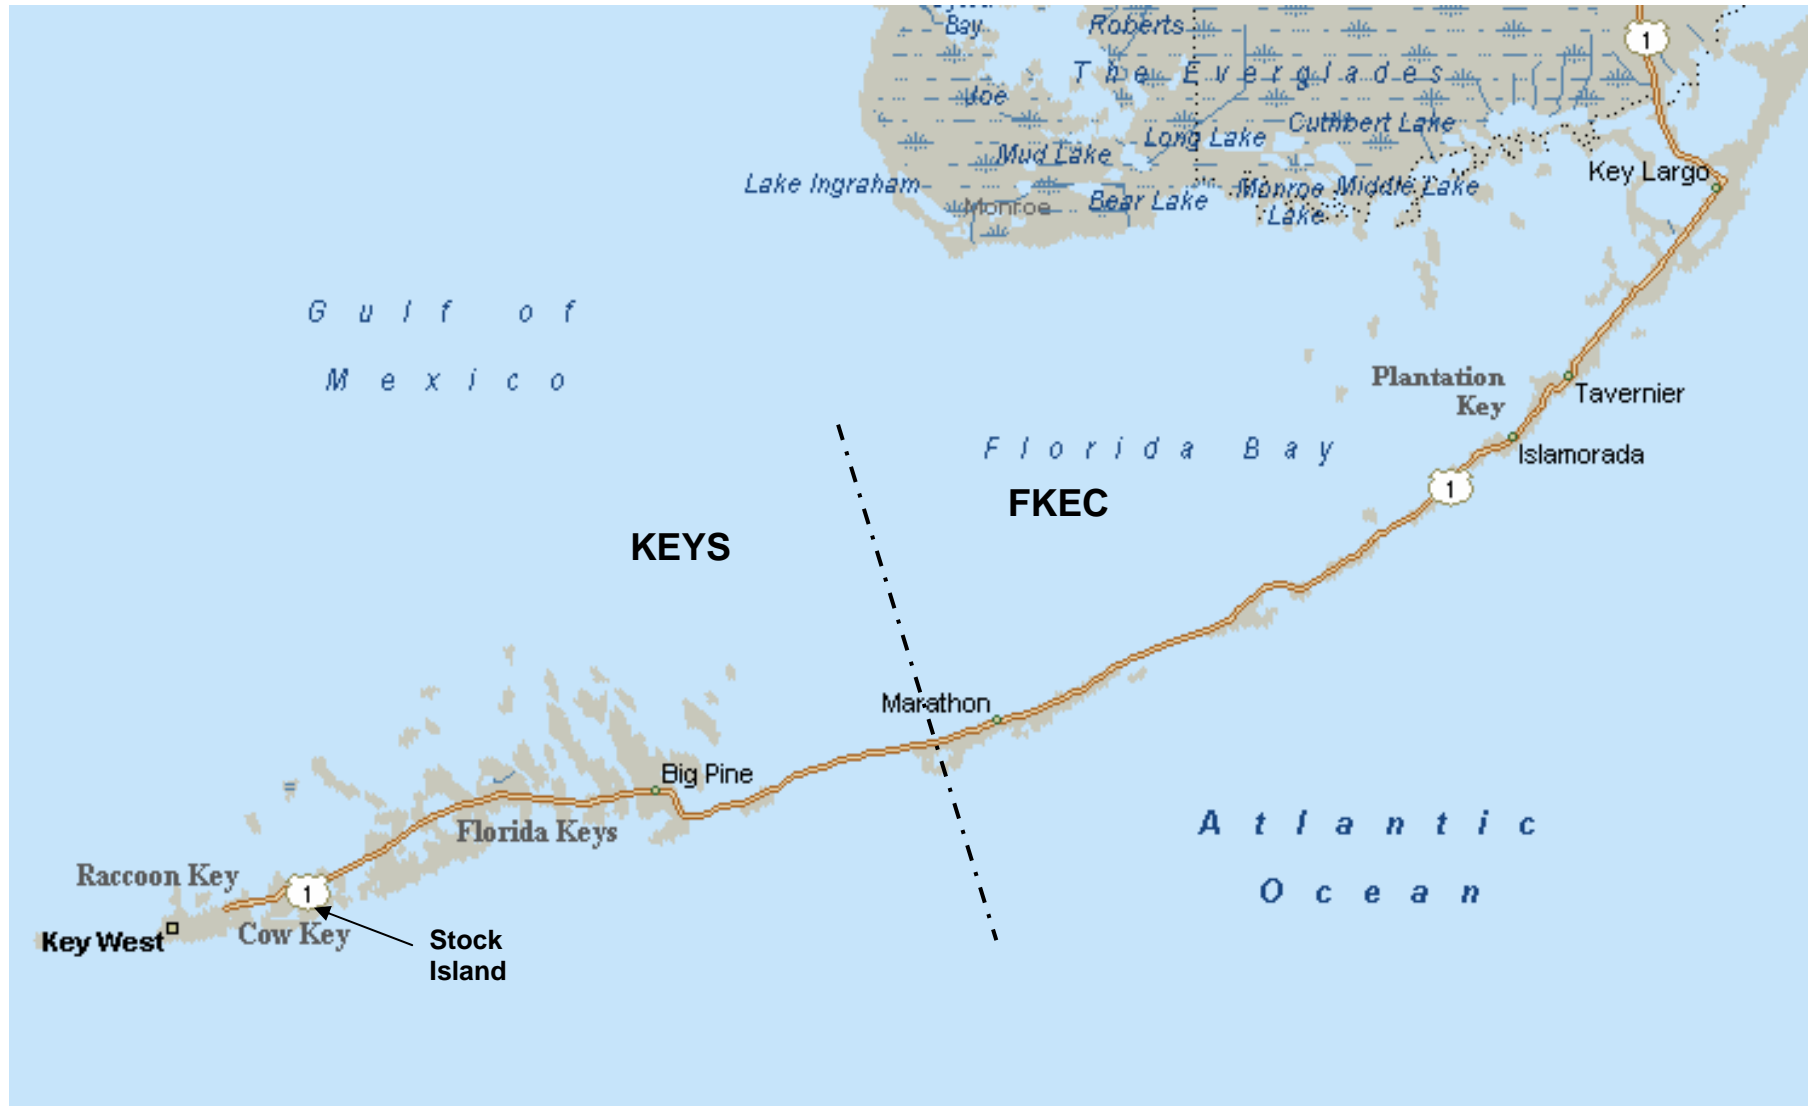 Bay
Roberts
1
The Everglades
Joe
Cuthbert Lake
Long Lake
Mud Lake
Key Largo
Lake Ingraham
Monroe
Bear Lake
Monroe
Lake
Middle Lake
Gulf of
Mexico
Plantation
Key
Tavernier
Florida Bay
Islamorada
1
FKEC
KEYS
Marathon
Big Pine
Florida Keys
Atlantic
Ocean
Raccoon Key
1
Key West
Cow Key
Stock
Island